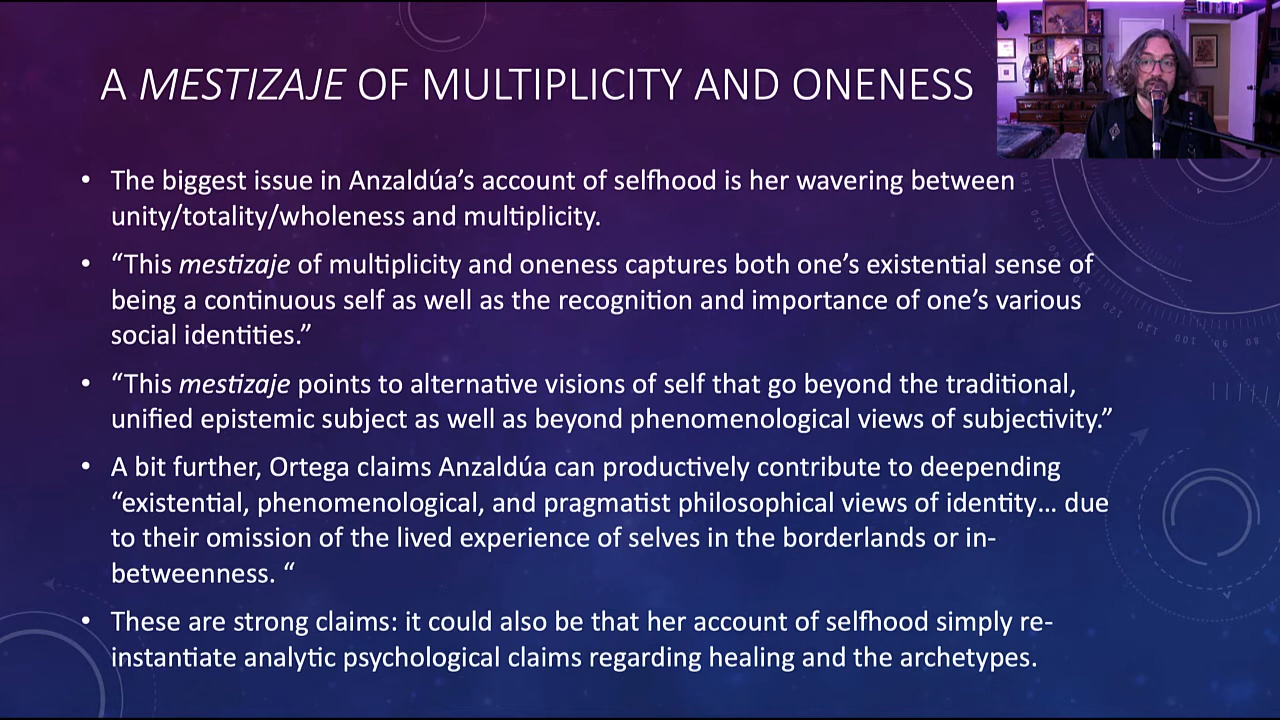 A MESTIZAJE OF MULTIPLICITY AND ONENESS
• The biggest issue in Anzaldúa’s account of selfhood is her wavering between
unity/totality/wholeness and multiplicity.
• “This mestizaje of multiplicity and oneness captures both one’s existential sense of
being a continuous self as well as the recognition and importance of one’s various
social identities.”
• “This mestizaje points to alternative visions of self that go beyond the traditional,
unified epistemic subject as well as beyond phenomenological views of subjectivity.”
• A bit further, Ortega claims Anzaldúa can productively contribute to deepending
“existential, phenomenological, and pragmatist philosophical views of identity… due
to their omission of the lived experience of selves in the borderlands or in-
betweenness. “
• These are strong claims: it could also be that her account of selfhood simply re-
instantiate analytic psychological claims regarding healing and the archetypes.